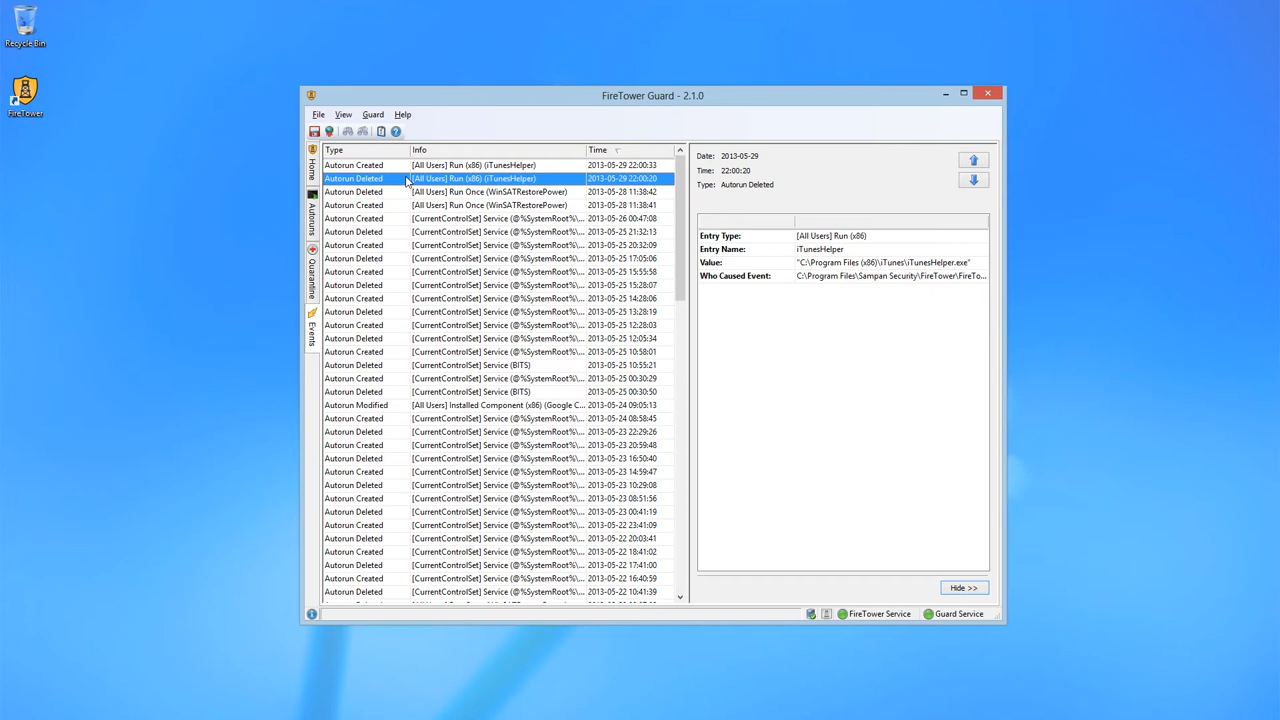 Recycle Bin
FireTower
FireTower Guard - 2.1.0
File View Guard Help
Home
Autoruns
Quarantine
Events
Type Info Time
Autorun Created [All Users] Run (x86) (iTunesHelper) 2013-05-29 22:00:33
Autorun Deleted [All Users] Run (x86) (iTunesHelper) 2013-05-29 22:00:20
Autorun Deleted [All Users] Run Once (WinSATRestorePower) 2013-05-28 11:38:42
Autorun Created [All Users] Run Once (WinSATRestorePower) 2013-05-28 11:38:41
Autorun Created [CurrentControlSet] Service (@%SystemRoot%\... 2013-05-26 00:47:08
Autorun Deleted [CurrentControlSet] Service (@%SystemRoot%\... 2013-05-25 21:32:13
Autorun Created [CurrentControlSet] Service (@%SystemRoot%\... 2013-05-25 20:32:09
Autorun Deleted [CurrentControlSet] Service (@%SystemRoot%\... 2013-05-25 17:05:06
Autorun Created [CurrentControlSet] Service (@%SystemRoot%\... 2013-05-25 15:55:58
Autorun Deleted [CurrentControlSet] Service (@%SystemRoot%\... 2013-05-25 15:28:07
Autorun Created [CurrentControlSet] Service (@%SystemRoot%\... 2013-05-25 14:28:06
Autorun Deleted [CurrentControlSet] Service (@%SystemRoot%\... 2013-05-25 13:28:19
Autorun Created [CurrentControlSet] Service (@%SystemRoot%\... 2013-05-25 12:28:03
Autorun Deleted [CurrentControlSet] Service (@%SystemRoot%\... 2013-05-25 12:05:34
Autorun Created [CurrentControlSet] Service (@%SystemRoot%\... 2013-05-25 10:58:01
Autorun Deleted [CurrentControlSet] Service (BITS) 2013-05-25 10:55:21
Autorun Created [CurrentControlSet] Service (@%SystemRoot%\... 2013-05-25 00:30:29
Autorun Deleted [CurrentControlSet] Service (BITS) 2013-05-25 00:30:50
Autorun Modified [All Users] Installed Component (x86) (Google C... 2013-05-24 09:05:13
Autorun Created [CurrentControlSet] Service (@%SystemRoot%\... 2013-05-24 08:58:45
Autorun Deleted [CurrentControlSet] Service (@%SystemRoot%\... 2013-05-23 22:29:26
Autorun Created [CurrentControlSet] Service (@%SystemRoot%\... 2013-05-23 20:59:48
Autorun Deleted [CurrentControlSet] Service (@%SystemRoot%\... 2013-05-23 16:50:40
Autorun Created [CurrentControlSet] Service (@%SystemRoot%\... 2013-05-23 14:59:47
Autorun Deleted [CurrentControlSet] Service (@%SystemRoot%\... 2013-05-23 10:29:08
Autorun Created [CurrentControlSet] Service (@%SystemRoot%\... 2013-05-23 08:51:56
Autorun Deleted [CurrentControlSet] Service (@%SystemRoot%\... 2013-05-23 00:41:19
Autorun Created [CurrentControlSet] Service (@%SystemRoot%\... 2013-05-22 23:41:09
Autorun Deleted [CurrentControlSet] Service (@%SystemRoot%\... 2013-05-22 20:03:41
Autorun Created [CurrentControlSet] Service (@%SystemRoot%\... 2013-05-22 18:41:02
Autorun Deleted [CurrentControlSet] Service (@%SystemRoot%\... 2013-05-22 17:41:00
Autorun Created [CurrentControlSet] Service (@%SystemRoot%\... 2013-05-22 16:40:59
Autorun Deleted [CurrentControlSet] Service (@%SystemRoot%\... 2013-05-22 10:41:39
Date: 2013-05-29
Time: 22:00:20
Type: Autorun Deleted
Entry Type: [All Users] Run (x86)
Entry Name: iTunesHelper
Value: "C:\Program Files (x86)\iTunes\iTunesHelper.exe"
Who Caused Event: C:\Program Files\Sampan Security\FireTower\FireTo...
Hide >>
FireTower Service Guard Service